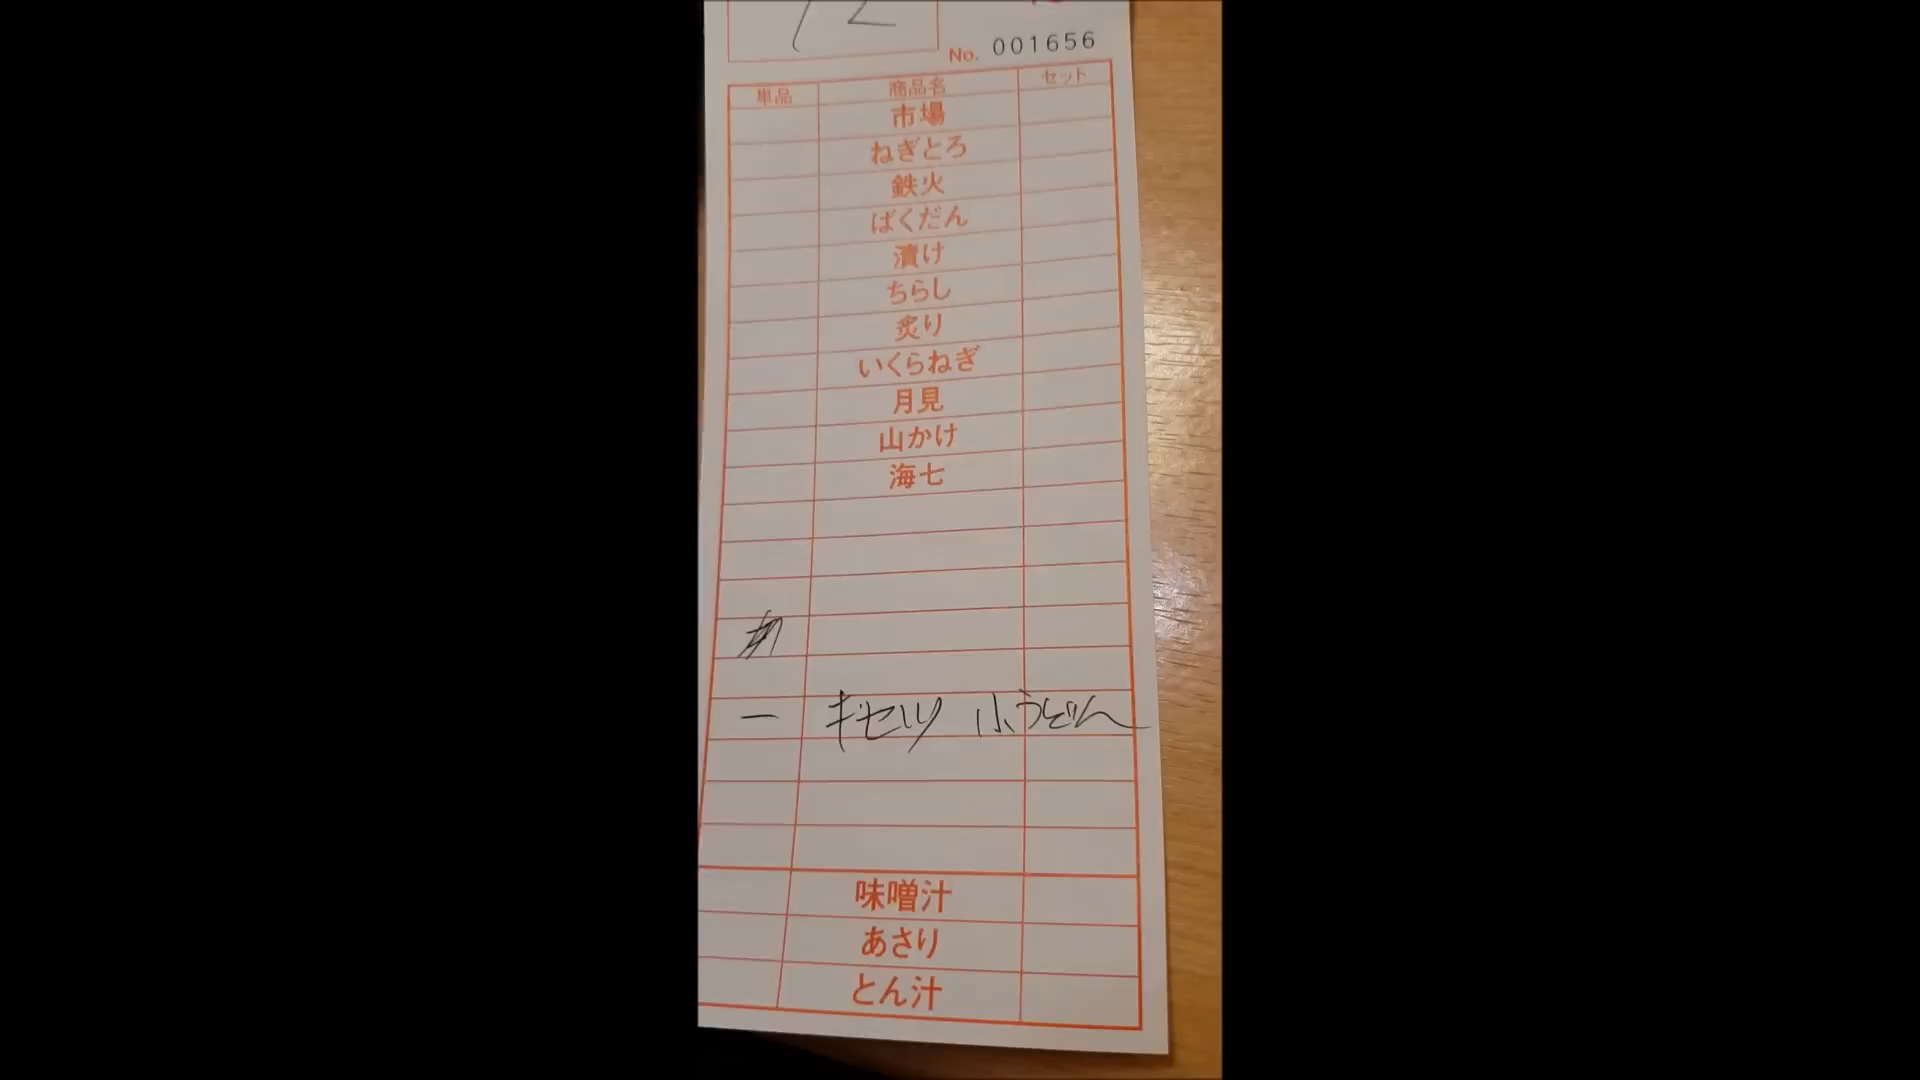 12
No. 001656
単品 商品名 セット
市場
ねぎとろ
鉄火
ばくだん
漬け
ちらし
炙り
いくらねぎ
月見
山かけ
海七
一 キセツ 小うどん
味噌汁
あさり
とん汁